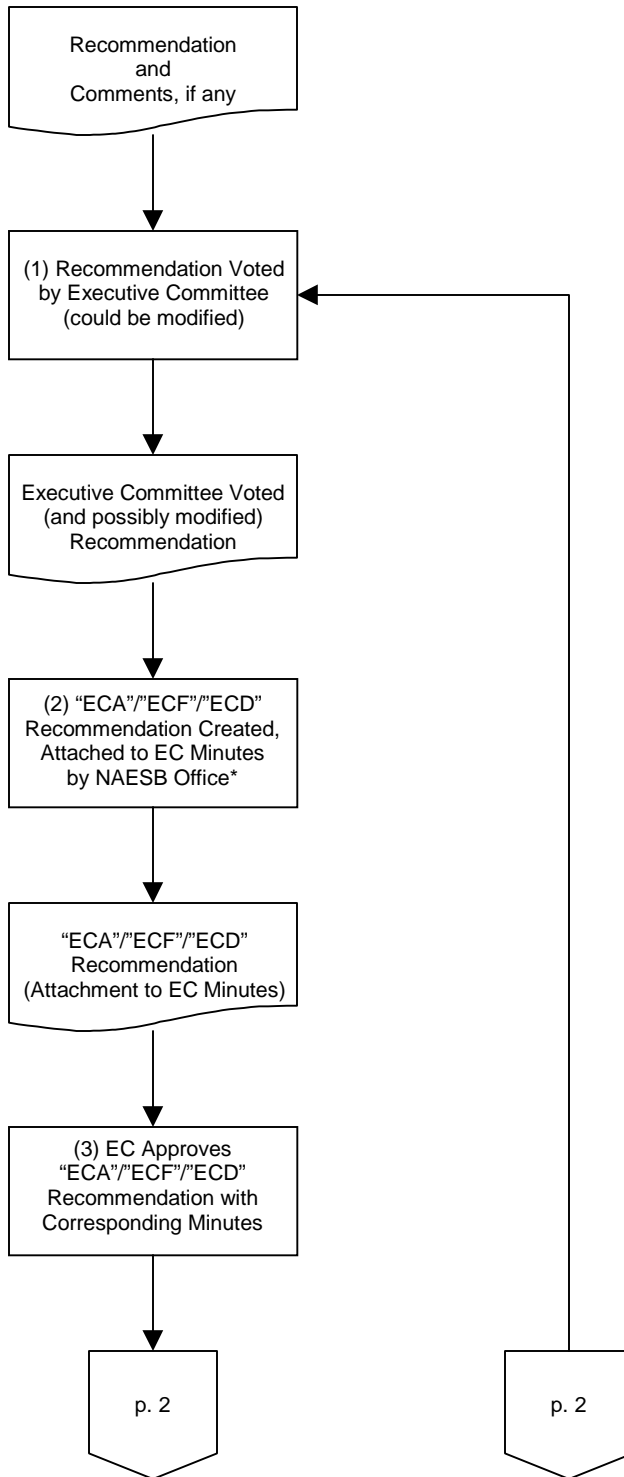 Recommendation
and
Comments, if any
(1) Recommendation Voted
by Executive Committee
(could be modified)
Executive Committee Voted
(and possibly modified)
Recommendation
(2) “ECA”/”ECF”/”ECD”
Recommendation Created,
Attached to EC Minutes
by NAESB Office*
“ECA”/”ECF”/”ECD”
Recommendation
(Attachment to EC Minutes)
(3) EC Approves
“ECA”/”ECF”/”ECD”
Recommendation with
Corresponding Minutes
p. 2
p. 2